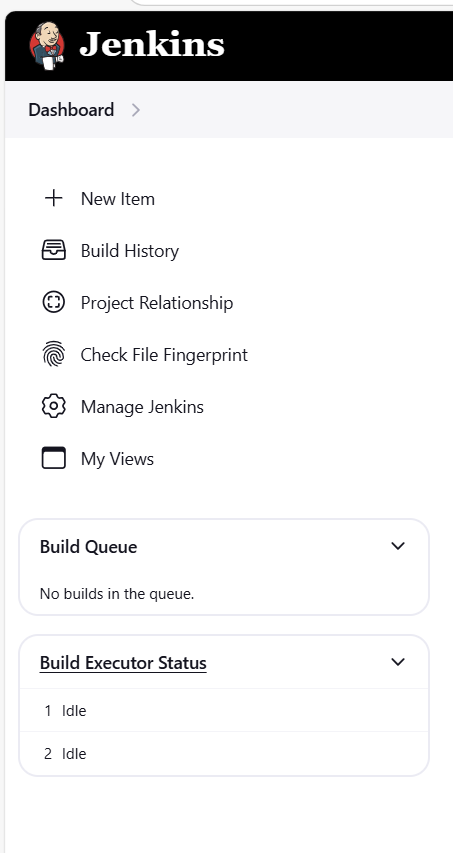 Jenkins
Dashboard
New Item
Build History
Project Relationship
Check File Fingerprint
Manage Jenkins
My Views
Build Queue
No builds in the queue.
Build Executor Status
1 Idle
2 Idle